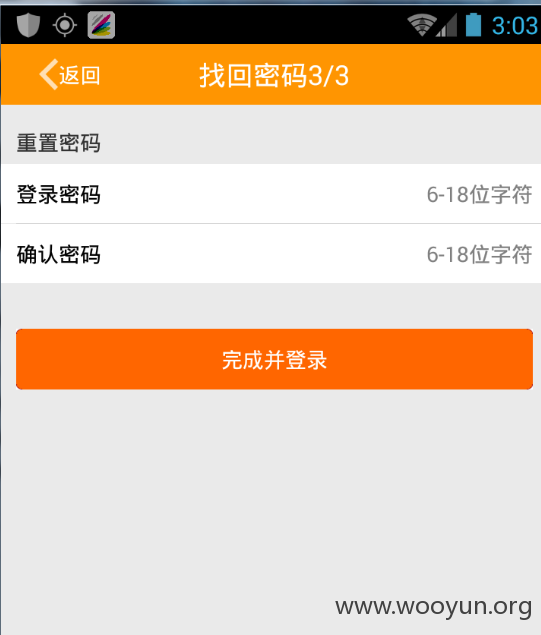 3:03
返回
找回密码3/3
重置密码
登录密码 6-18位字符
确认密码 6-18位字符
完成并登录
www.wooyun.org